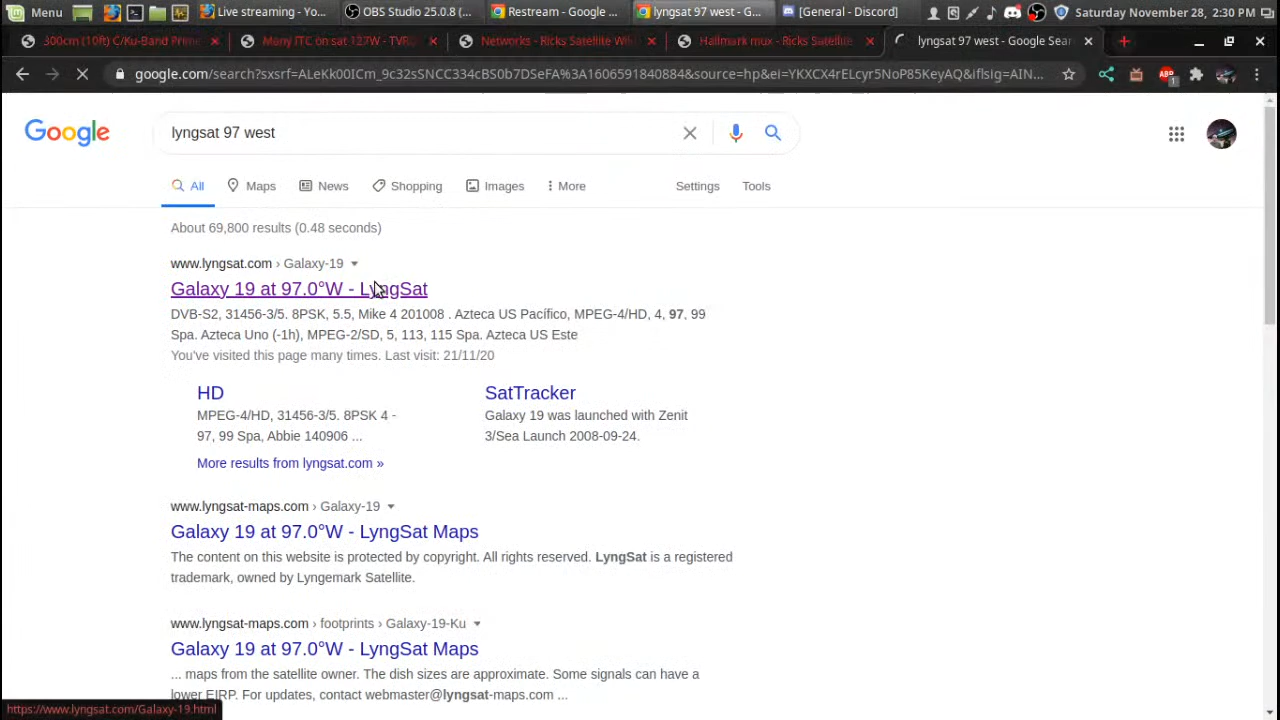 Menu
Live streaming - Yo...
OBS Studio 25.0.8 (...
Restream - Google ...
lyngsat 97 west - G...
[General - Discord]
Saturday November 28, 2:30 PM
300cm (10ft) C/Ku-Band Prime
Many ITC on sat 127W - TVRO
Networks - Ricks Satellite Wi
Hallmark mux - Ricks Satellite
lyngsat 97 west - Google Sear
google.com/search?sxsrf=ALeKk00ICm_9c32sSNCC334cBS0b7DSeFA%3A1606591840884&source=hp&ei=YKXCX4rELcyr5NoP85KeyAQ&iflsig=AIN...
ABP
1
Google
lyngsat 97 west
All
Maps
News
Shopping
Images
More
Settings
Tools
About 69,800 results (0.48 seconds)
www.lyngsat.com › Galaxy-19
Galaxy 19 at 97.0°W - LyngSat
DVB-S2, 31456-3/5. 8PSK, 5.5, Mike 4 201008 . Azteca US Pacífico, MPEG-4/HD, 4, 97, 99
Spa. Azteca Uno (-1h), MPEG-2/SD, 5, 113, 115 Spa. Azteca US Este
You've visited this page many times. Last visit: 21/11/20
HD
MPEG-4/HD, 31456-3/5. 8PSK 4 -
97, 99 Spa, Abbie 140906 ...
SatTracker
Galaxy 19 was launched with Zenit
3/Sea Launch 2008-09-24.
More results from lyngsat.com »
www.lyngsat-maps.com › Galaxy-19
Galaxy 19 at 97.0°W - LyngSat Maps
The content on this website is protected by copyright. All rights reserved. LyngSat is a registered
trademark, owned by Lyngemark Satellite.
www.lyngsat-maps.com › footprints › Galaxy-19-Ku
Galaxy 19 at 97.0°W - LyngSat Maps
... maps from the satellite owner. The dish sizes are approximate. Some signals can have a
lower EIRP. For updates, contact webmaster@lyngsat-maps.com ...
https://www.lyngsat.com/Galaxy-19.html